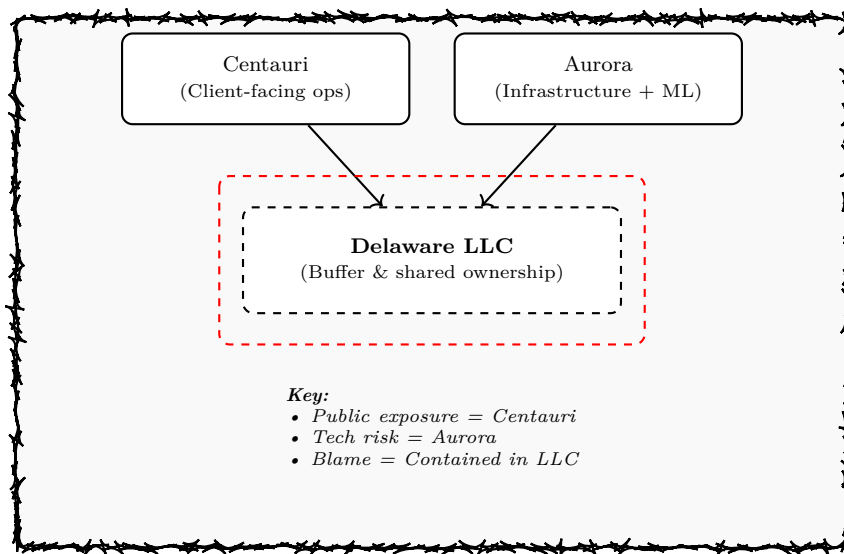 Centauri
(Client-facing ops)
Aurora
(Infrastructure + ML)
Delaware LLC
(Buffer & shared ownership)
Key:
• Public exposure = Centauri
• Tech risk = Aurora
• Blame = Contained in LLC